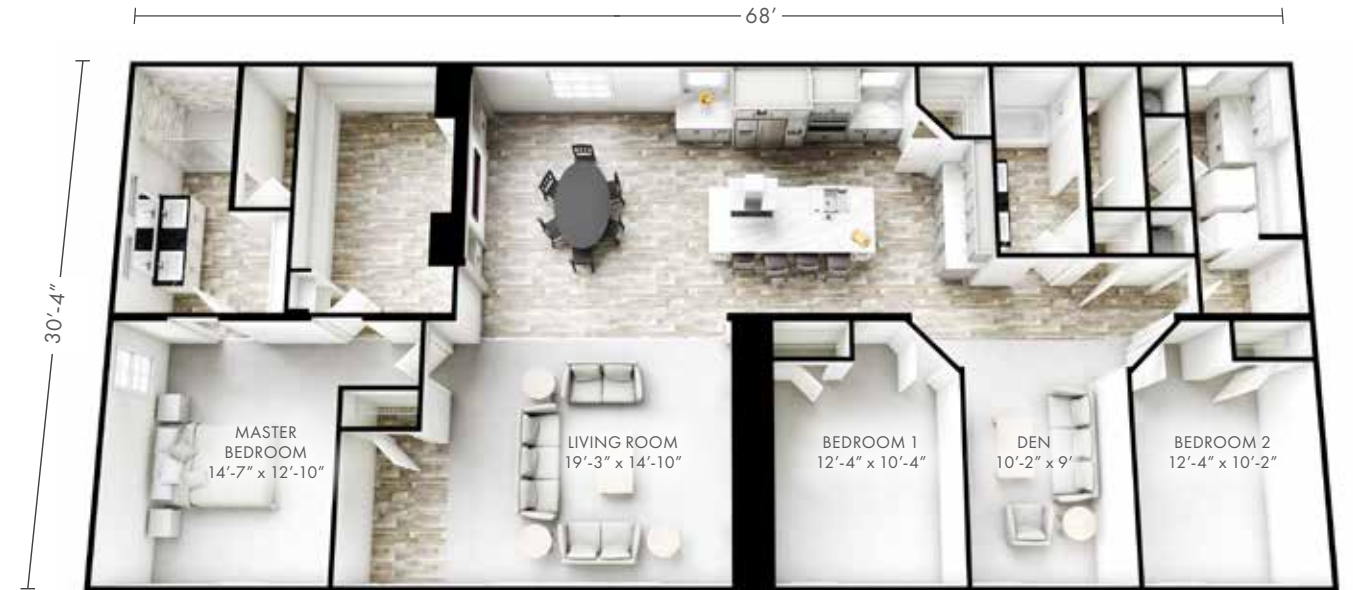 68'
30'-4"
MASTER
BEDROOM
14'-7" x 12'-10"
LIVING ROOM
19'-3" x 14'-10"
BEDROOM 1
12'-4" x 10'-4"
DEN
10'-2" x 9'
BEDROOM 2
12'-4" x 10'-2"